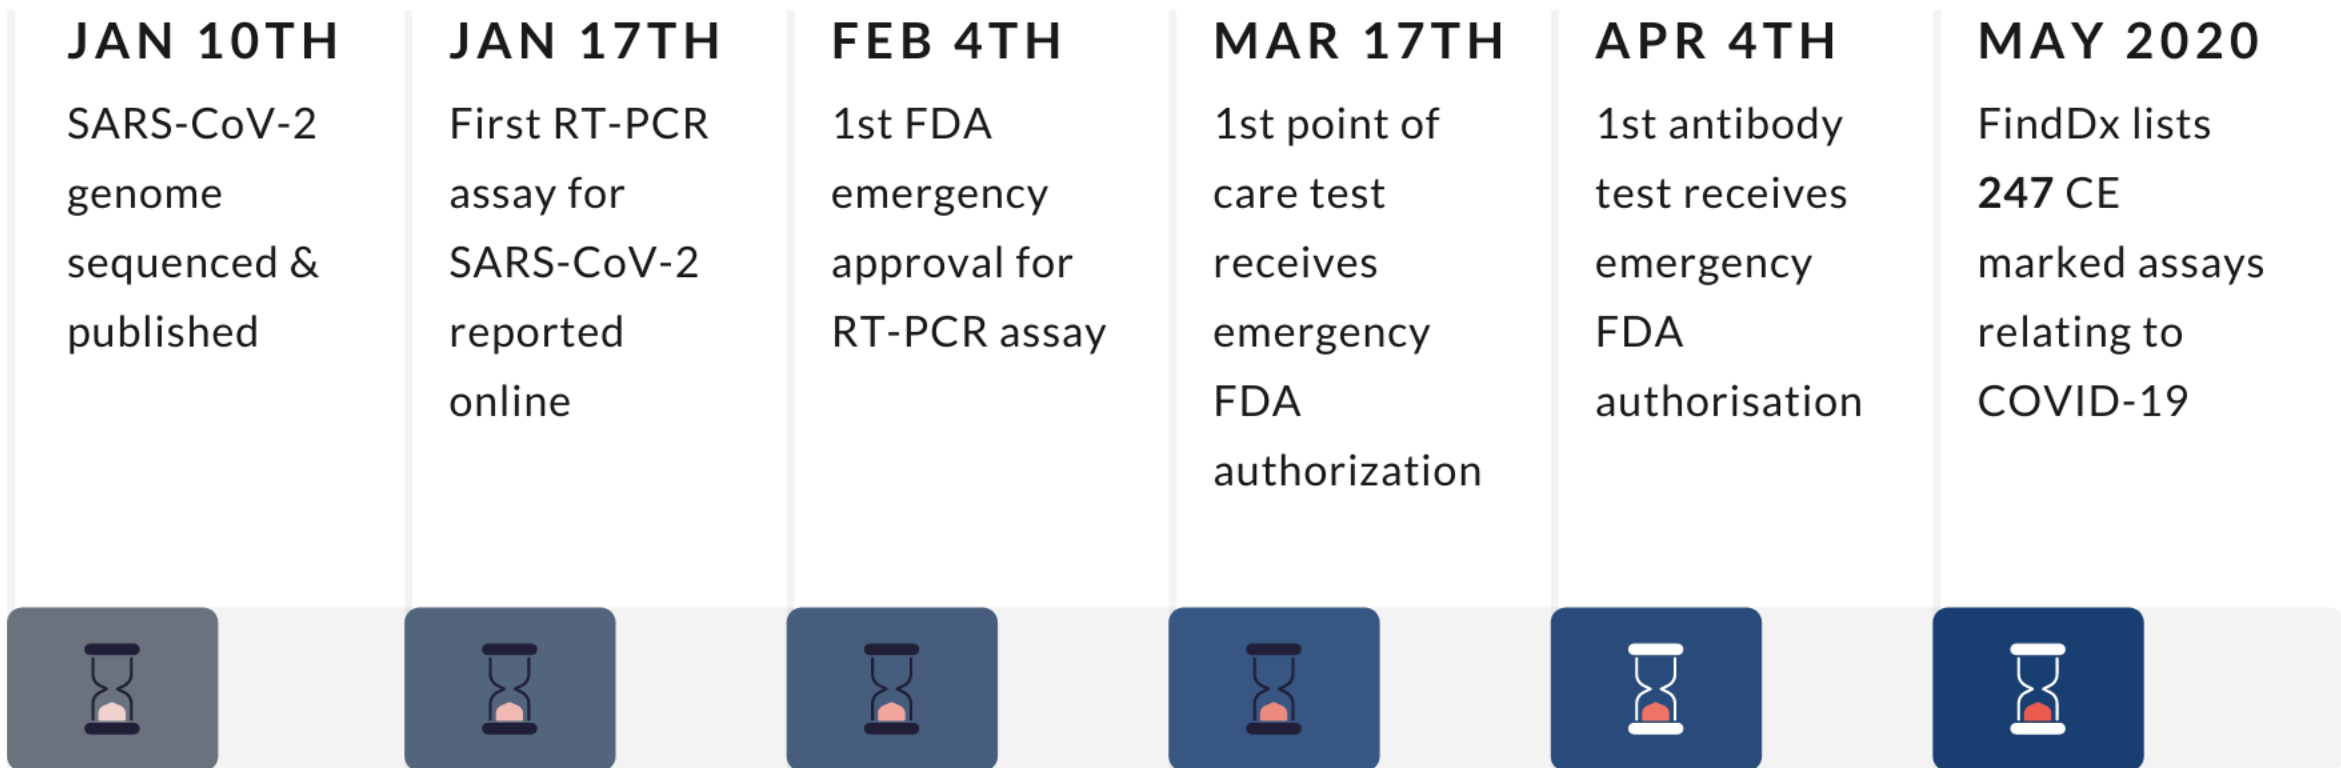 JAN 10TH
SARS-CoV-2
genome
sequenced &
published
JAN 17TH
First RT-PCR
assay for
SARS-CoV-2
reported
online
FEB 4TH
1st FDA
emergency
approval for
RT-PCR assay
MAR 17TH
1st point of
care test
receives
emergency
FDA
authorization
APR 4TH
1st antibody
test receives
emergency
FDA
authorisation
MAY 2020
FindDx lists
247 CE
marked assays
relating to
COVID-19